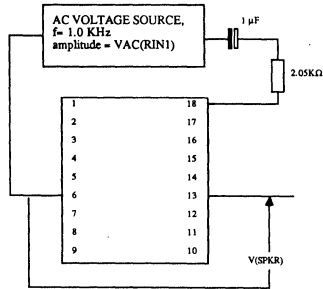 AC VOLTAGE SOURCE,
f= 1.0 KHz
amplitude = VAC(RIN1)
1 µF
2.05KΩ
1 18
2 17
3 16
4 15
5 14
6 13
7 12
8 11
9 10
V(SPKR)